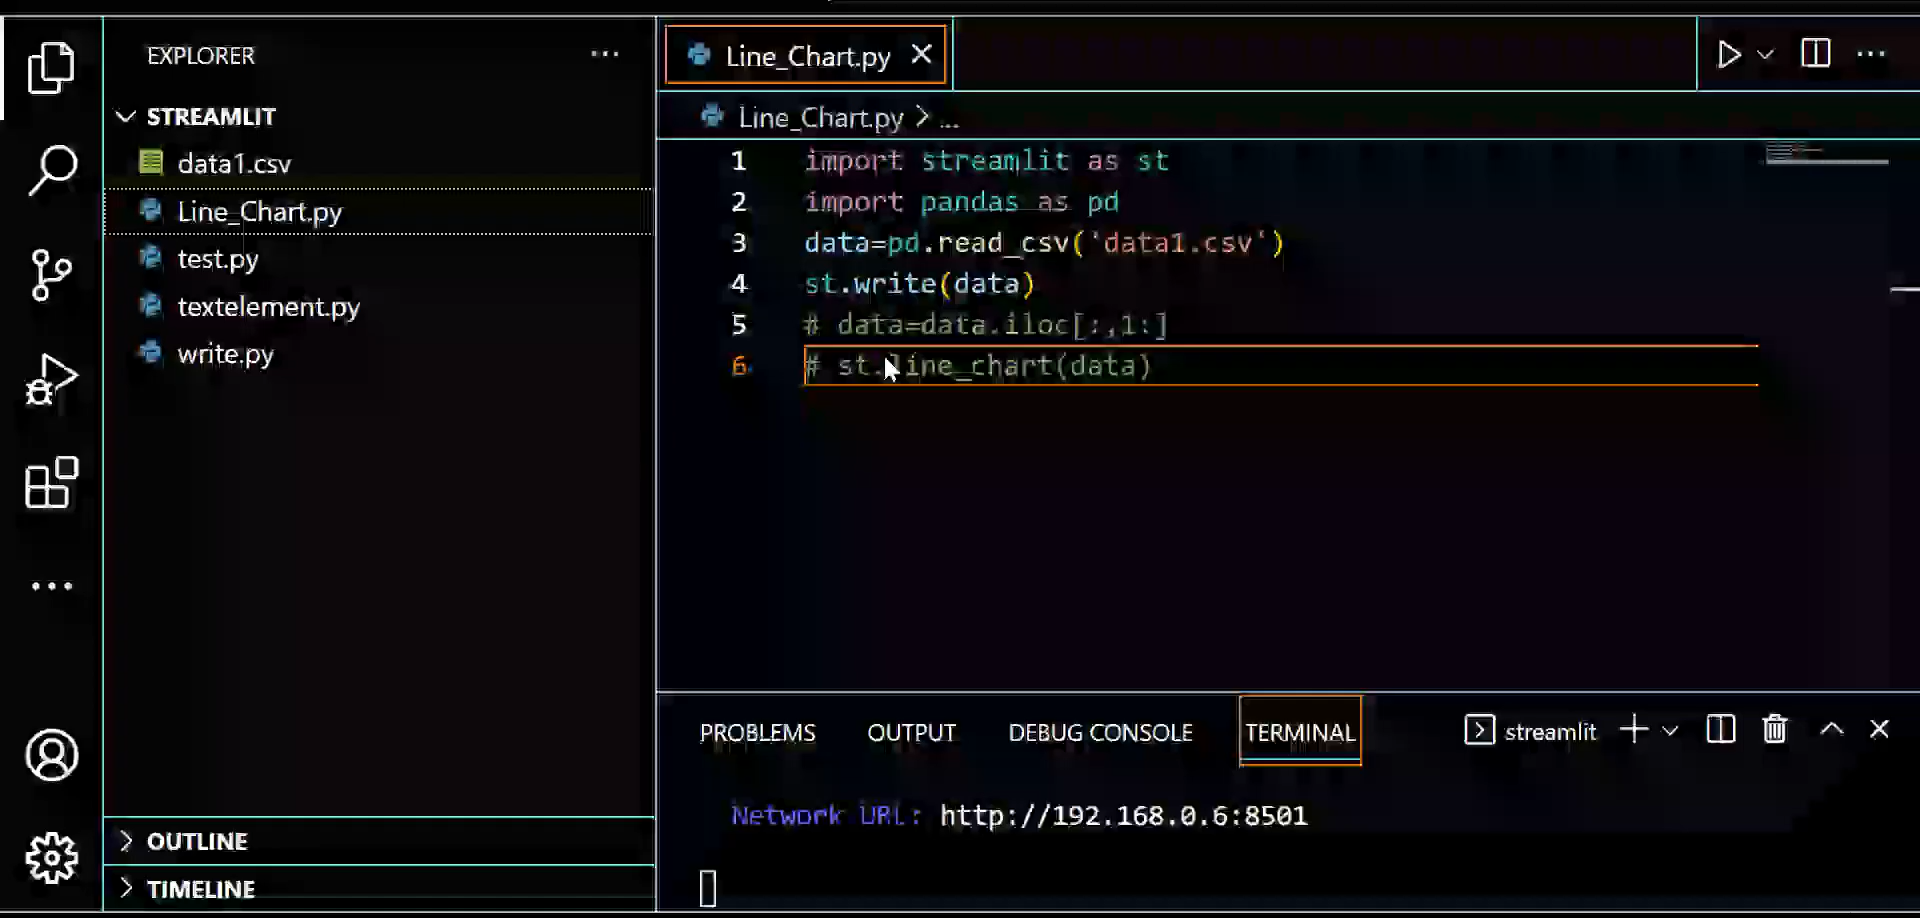 EXPLORER
STREAMLIT
data1.csv
Line_Chart.py
test.py
textelement.py
write.py
OUTLINE
TIMELINE
Line_Chart.py
Line_Chart.py > ...
1 import streamlit as st
2 import pandas as pd
3 data=pd.read_csv('data1.csv')
4 st.write(data)
5 # data=data.iloc[:,1:]
6 # st.line_chart(data)
PROBLEMS OUTPUT DEBUG CONSOLE TERMINAL streamlit
Network URL: http://192.168.0.6:8501